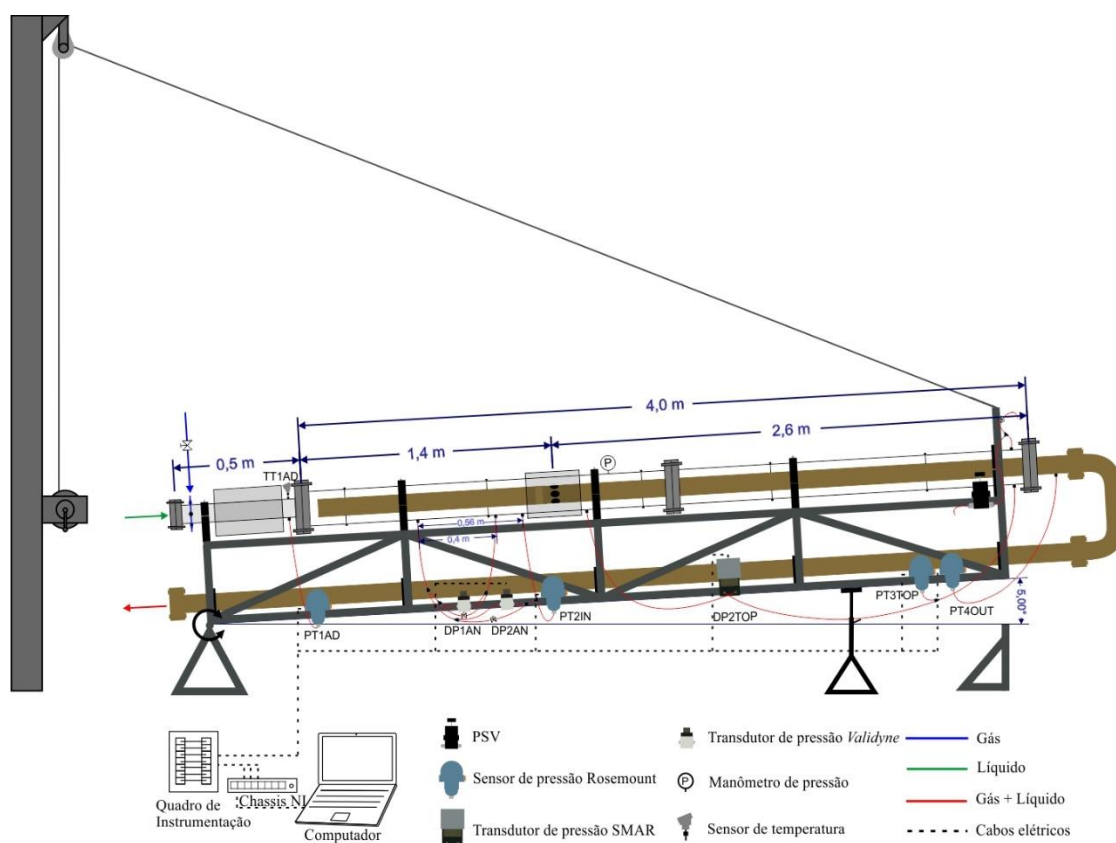 4,0 m
2,6 m
1,4 m
0,5 m
TT1AD
P
0,56 m
0,4 m
PT1AD
DP1AN
DP2AN
PT2IN
DP2TOP
PT3TOP
PT4OUT
5,00°
Quadro de
Instrumentação
Chassis NI
Computador
PSV
Sensor de pressão Rosemount
Transdutor de pressão SMAR
Transdutor de pressão Validyne
P
Manômetro de pressão
Sensor de temperatura
Gás
Líquido
Gás + Líquido
Cabos elétricos